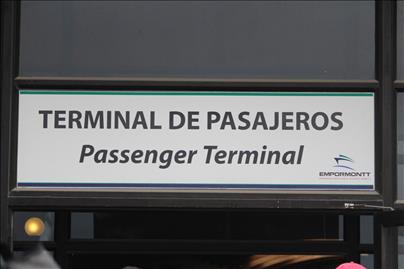 TERMINAL DE PASAJEROS
Passenger Terminal
EMPORMONTT